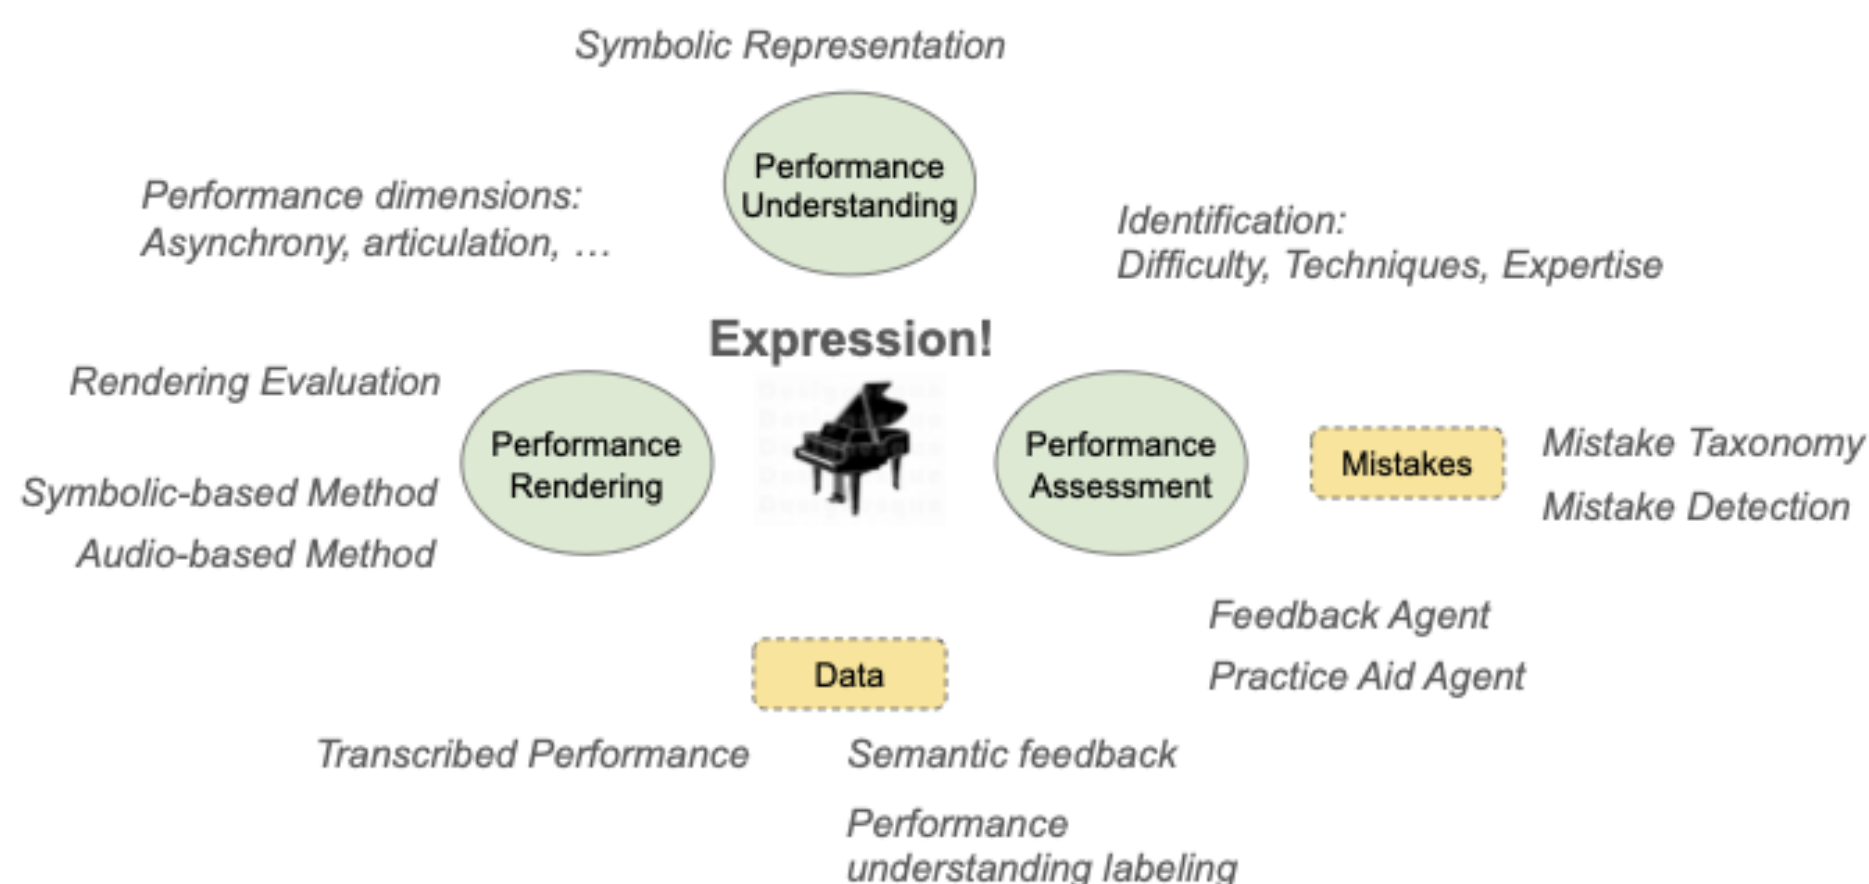 Symbolic Representation
Performance
Understanding
Performance dimensions:
Asynchrony, articulation, …
Identification:
Difficulty, Techniques, Expertise
Expression!
Rendering Evaluation
Symbolic-based Method
Audio-based Method
Performance
Rendering
Performance
Assessment
Mistakes
Mistake Taxonomy
Mistake Detection
Feedback Agent
Practice Aid Agent
Data
Transcribed Performance
Semantic feedback
Performance
understanding labeling